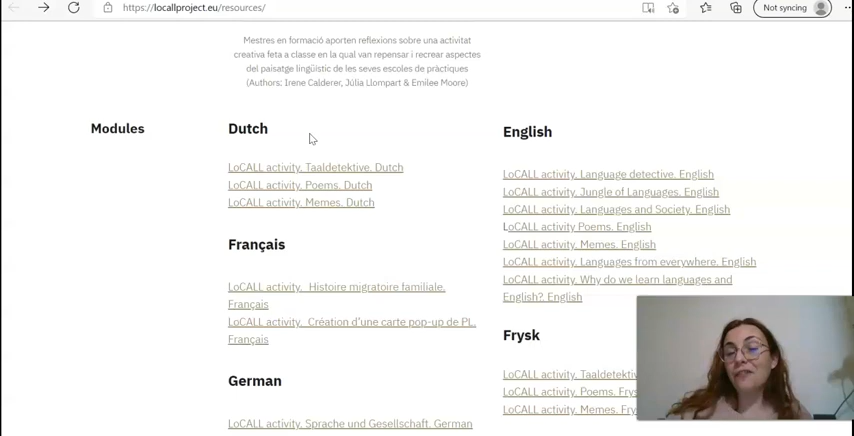 https://locallproject.eu/resources/
Not syncing
Mestres en formació aporten reflexions sobre una activitat
creativa feta a classe en la qual van repensar i recrear aspectes
del paisatge lingüístic de les seves escoles de pràctiques
(Authors: Irene Calderer, Júlia Llompart & Emilee Moore)
Modules
Dutch
LoCALL activity. Taaldetektive. Dutch
LoCALL activity. Poems. Dutch
LoCALL activity. Memes. Dutch
Français
LoCALL activity. Histoire migratoire familiale.
Français
LoCALL activity. Création d'une carte pop-up de PL.
Français
German
LoCALL activity. Sprache und Gesellschaft. German
English
LoCALL activity. Language detective. English
LoCALL activity. Jungle of Languages. English
LoCALL activity. Languages and Society. English
LoCALL activity Poems. English
LoCALL activity. Memes. English
LoCALL activity. Languages from everywhere. English
LoCALL activity. Why do we learn languages and
English?. English
Frysk
LoCALL activity. Taaldetektiv
LoCALL activity. Poems. Frys
LoCALL activity. Memes. Fry